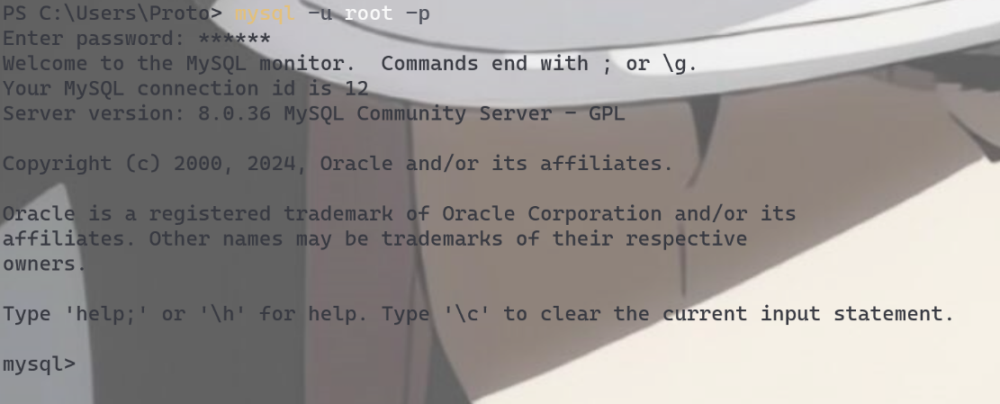 PS C:\Users\Proto> mysql -u root -p
Enter password: ******
Welcome to the MySQL monitor.  Commands end with ; or \g.
Your MySQL connection id is 12
Server version: 8.0.36 MySQL Community Server - GPL
Copyright (c) 2000, 2024, Oracle and/or its affiliates.
Oracle is a registered trademark of Oracle Corporation and/or its
affiliates. Other names may be trademarks of their respective
owners.
Type 'help;' or '\h' for help. Type '\c' to clear the current input statement.
mysql>